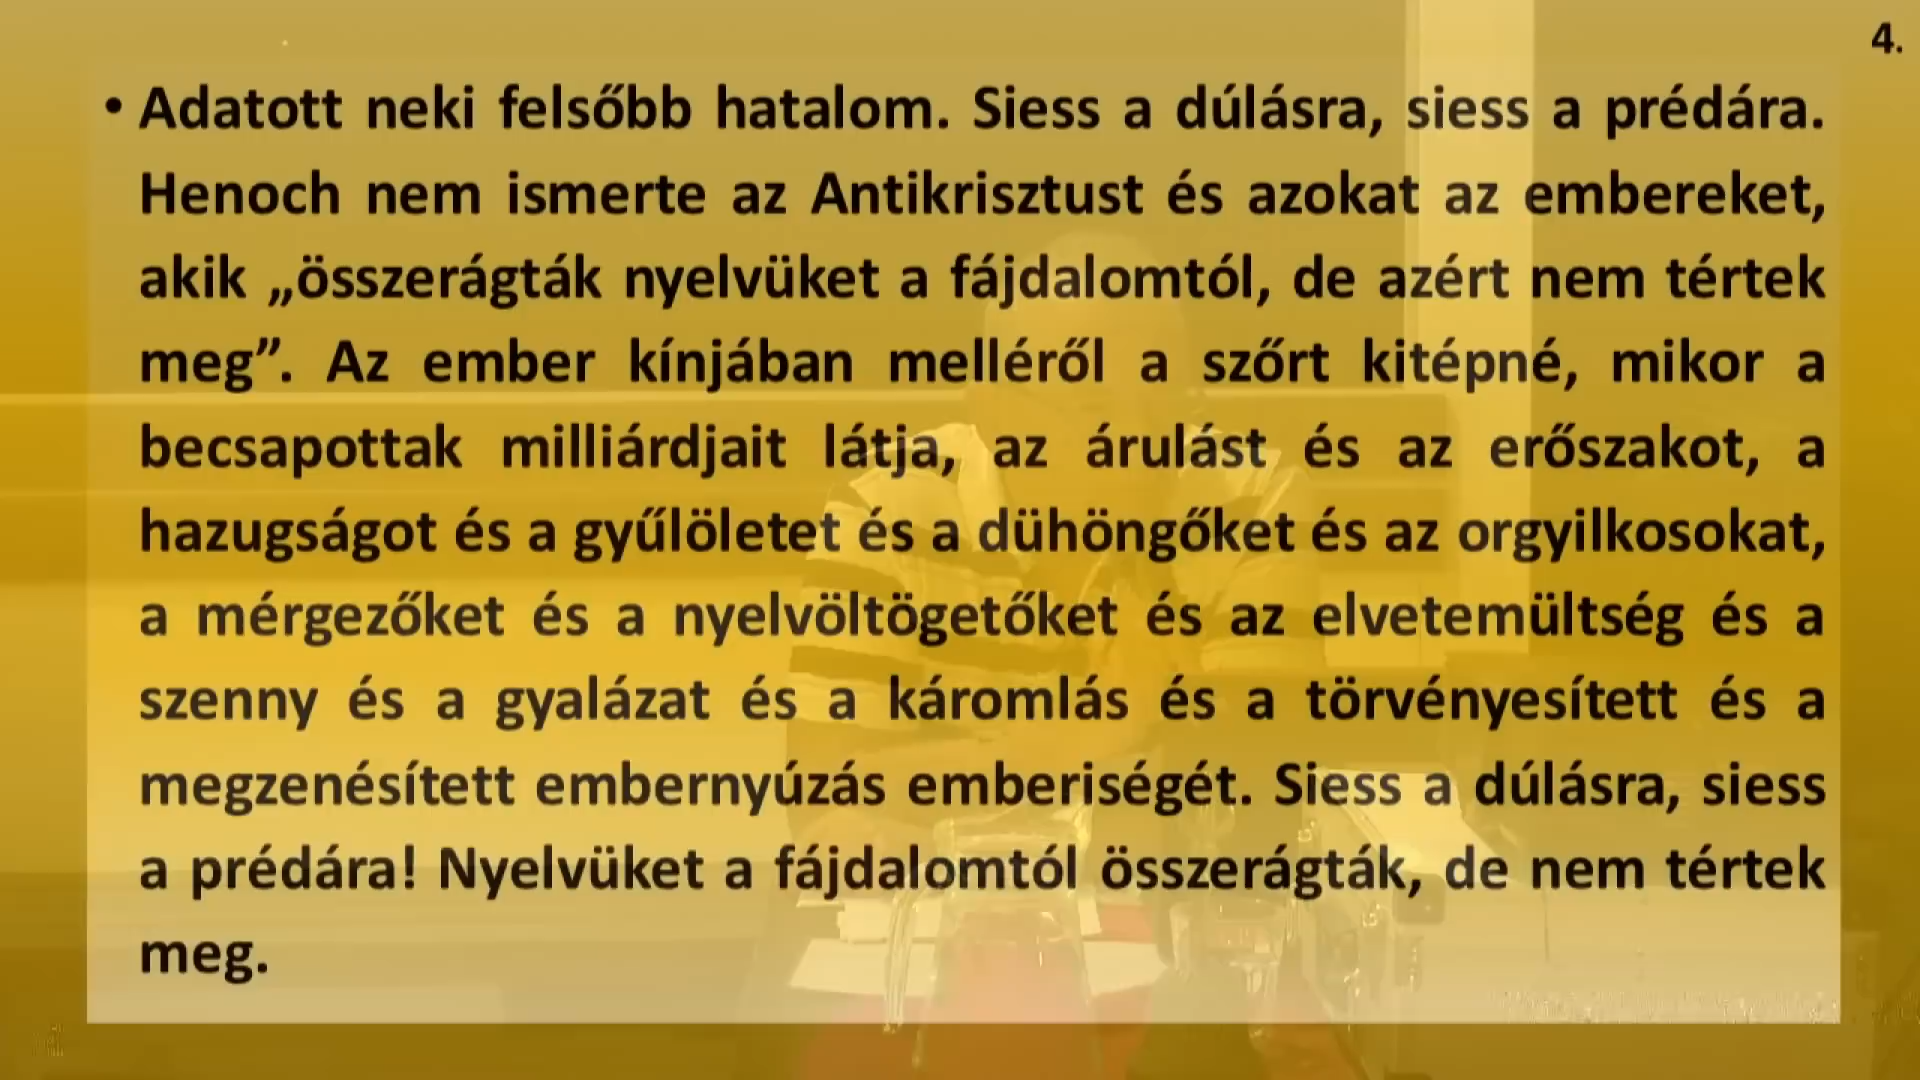 4.
• Adatott neki felsőbb hatalom. Siess a dúlásra, siess a prédára.
Henoch nem ismerte az Antikrisztust és azokat az embereket,
akik „összerágták nyelvüket a fájdalomtól, de azért nem tértek
meg”. Az ember kínjában melléről a szőrt kitépné, mikor a
becsapottak milliárdjait látja, az árulást és az erőszakot, a
hazugságot és a gyűlöletet és a dühöngőket és az orgyilkosokat,
a mérgezőket és a nyelvöltögetőket és az elvetemültség és a
szenny és a gyalázat és a káromlás és a törvényesített és a
megzenésített embernyúzás emberiségét. Siess a dúlásra, siess
a prédára! Nyelvüket a fájdalomtól összerágták, de nem tértek
meg.